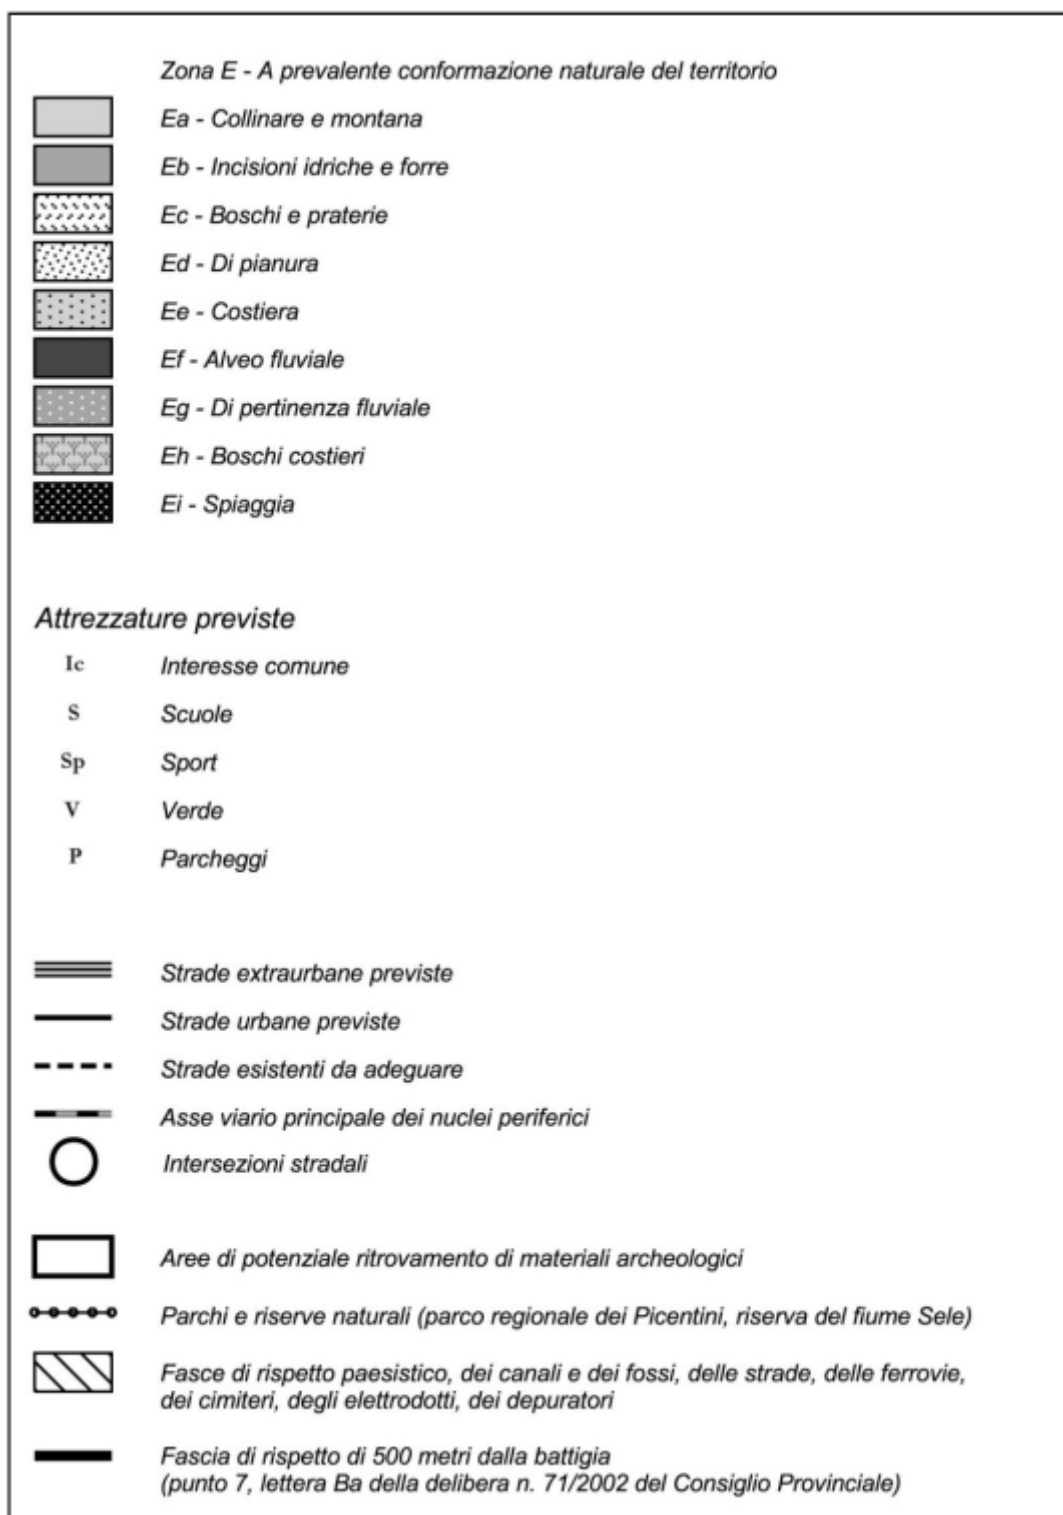 Zona E - A prevalente conformazione naturale del territorio
Ea - Collinare e montana
Eb - Incisioni idriche e forre
Ec - Boschi e praterie
Ed - Di pianura
Ee - Costiera
Ef - Alveo fluviale
Eg - Di pertinenza fluviale
Eh - Boschi costieri
Ei - Spiaggia
Attrezzature previste
Ic Interesse comune
S Scuole
Sp Sport
V Verde
P Parcheggi
Strade extraurbane previste
Strade urbane previste
Strade esistenti da adeguare
Asse viario principale dei nuclei periferici
Intersezioni stradali
Aree di potenziale ritrovamento di materiali archeologici
Parchi e riserve naturali (parco regionale dei Picentini, riserva del fiume Sele)
Fasce di rispetto paesistico, dei canali e dei fossi, delle strade, delle ferrovie,
dei cimiteri, degli elettrodotti, dei depuratori
Fascia di rispetto di 500 metri dalla battigia
(punto 7, lettera Ba della delibera n. 71/2002 del Consiglio Provinciale)